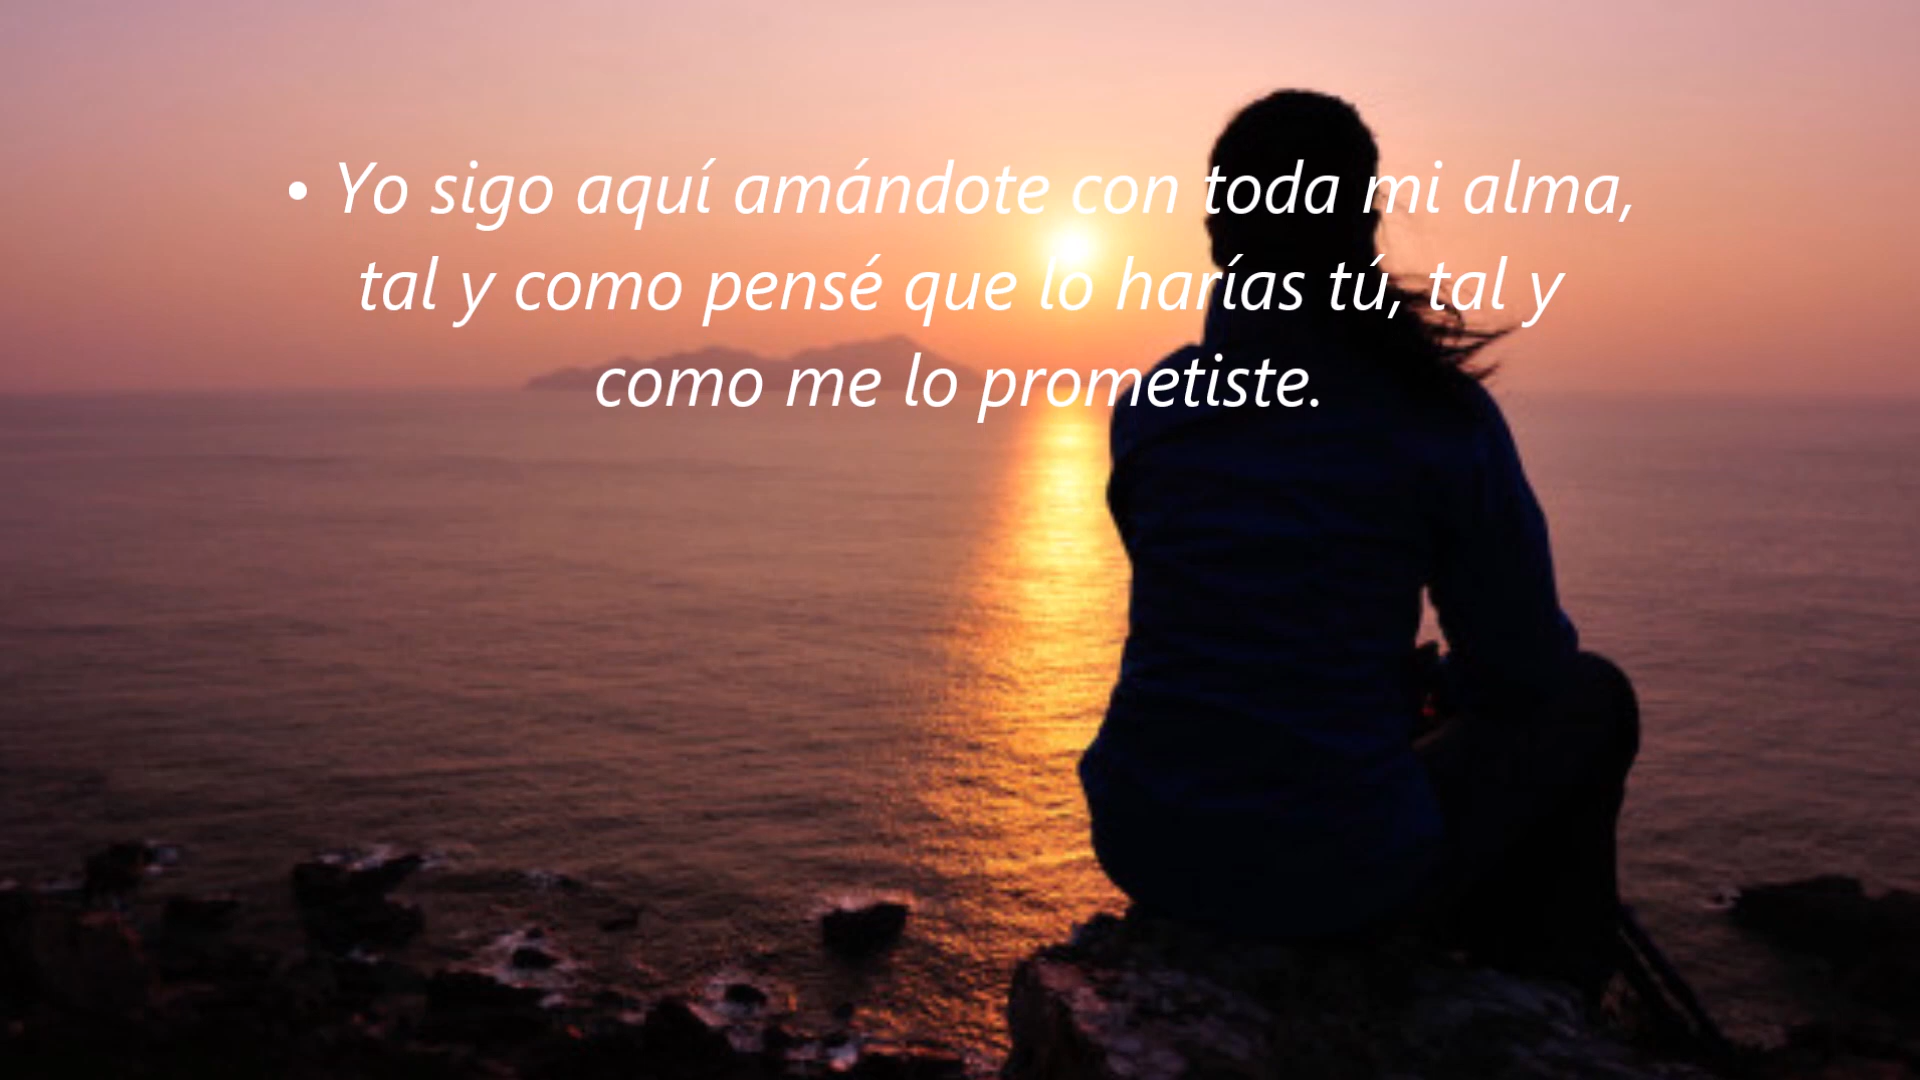 • Yo sigo aquí amándote con toda mi alma,
tal y como pensé que lo harías tú, tal y
como me lo prometiste.